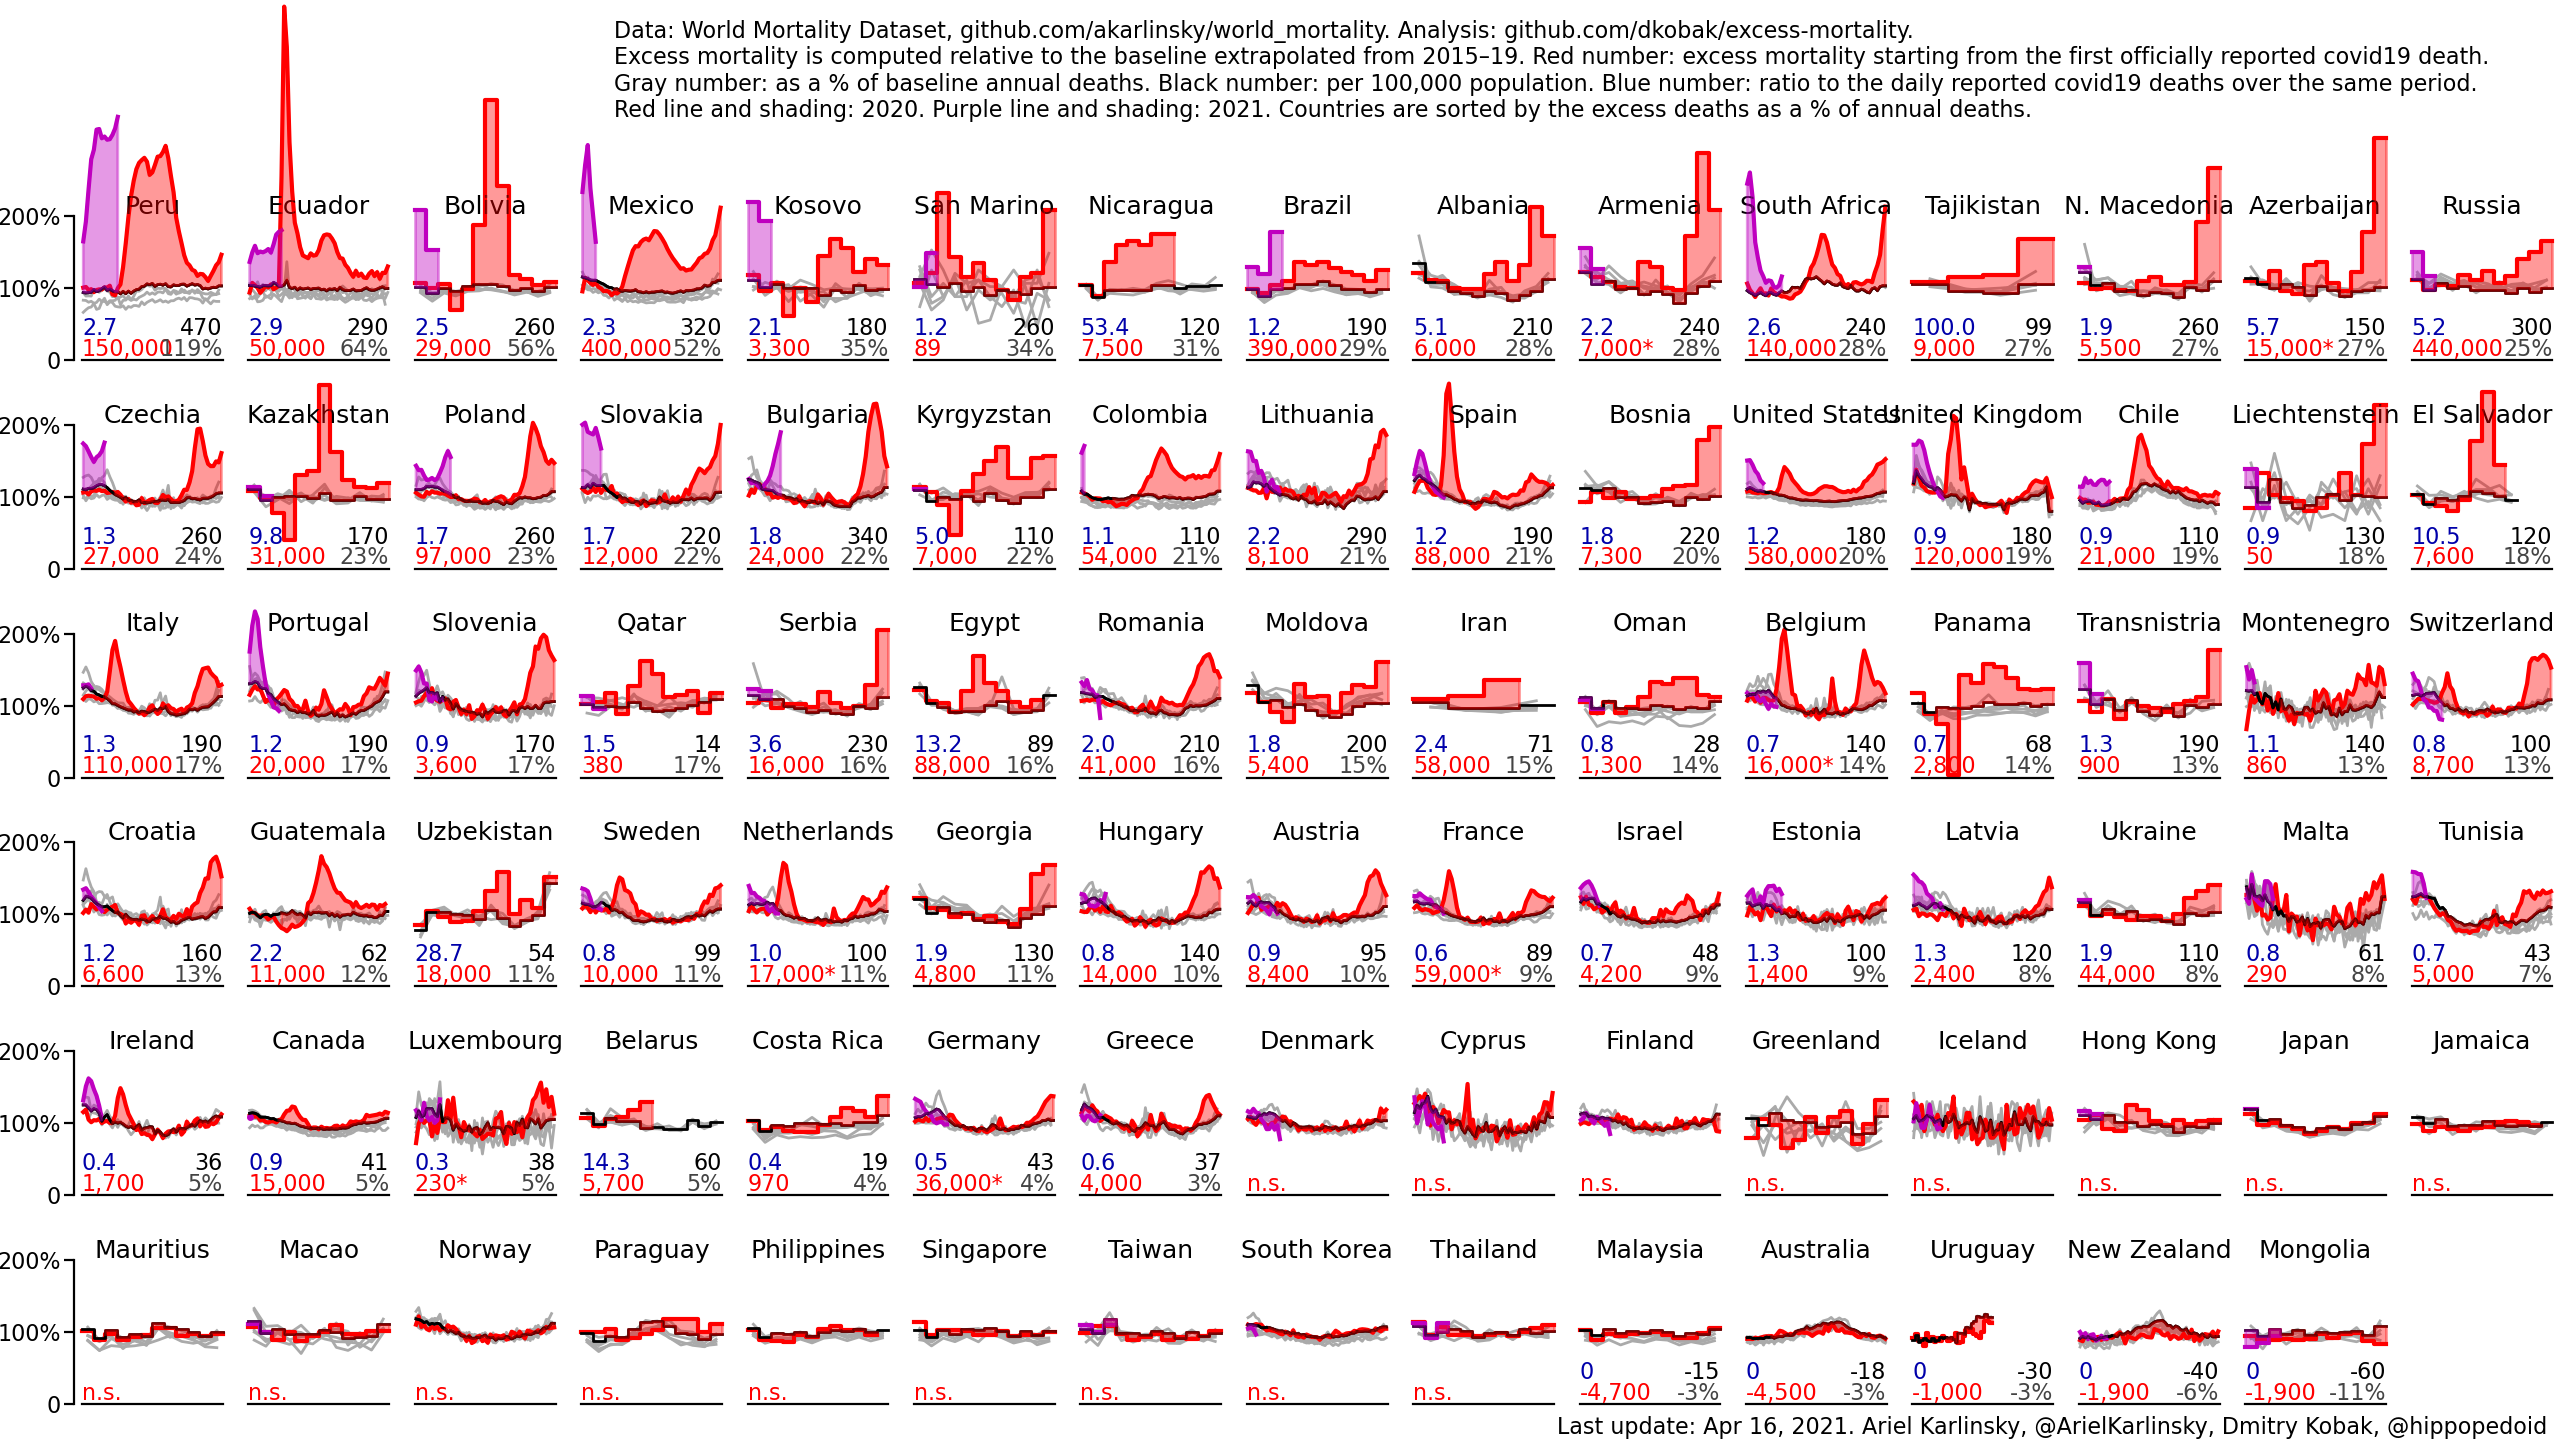 Data: World Mortality Dataset, github.com/akarlinsky/world_mortality. Analysis: github.com/dkobak/excess-mortality.
Excess mortality is computed relative to the baseline extrapolated from 2015–19. Red number: excess mortality starting from the first officially reported covid19 death.
Gray number: as a % of baseline annual deaths. Black number: per 100,000 population. Blue number: ratio to the daily reported covid19 deaths over the same period.
Red line and shading: 2020. Purple line and shading: 2021. Countries are sorted by the excess deaths as a % of annual deaths.
Peru Ecuador Bolivia Mexico Kosovo San Marino Nicaragua Brazil Albania Armenia South Africa Tajikistan N. Macedonia Azerbaijan Russia
200%
100%
2.7 470 2.9 290 2.5 260 2.3 320 2.1 180 1.2 260 53.4 120 1.2 190 5.1 210 2.2 240 2.6 240 100.0 99 1.9 260 5.7 150 5.2 300
0 150,000 119% 50,000 64% 29,000 56% 400,000 52% 3,300 35% 89 34% 7,500 31% 390,000 29% 6,000 28% 7,000* 28% 140,000 28% 9,000 27% 5,500 27% 15,000* 27% 440,000 25%
Czechia Kazakhstan Poland Slovakia Bulgaria Kyrgyzstan Colombia Lithuania Spain Bosnia United States United Kingdom Chile Liechtenstein El Salvador
200%
100%
1.3 260 9.8 170 1.7 260 1.7 220 1.8 340 5.0 110 1.1 110 2.2 290 1.2 190 1.8 220 1.2 180 0.9 180 0.9 110 0.9 130 10.5 120
0 27,000 24% 31,000 23% 97,000 23% 12,000 22% 24,000 22% 7,000 22% 54,000 21% 8,100 21% 88,000 21% 7,300 20% 580,000 20% 120,000 19% 21,000 19% 50 18% 7,600 18%
Italy Portugal Slovenia Qatar Serbia Egypt Romania Moldova Iran Oman Belgium Panama Transnistria Montenegro Switzerland
200%
100%
1.3 190 1.2 190 0.9 170 1.5 14 3.6 230 13.2 89 2.0 210 1.8 200 2.4 71 0.8 28 0.7 140 0.7 68 1.3 190 1.1 140 0.8 100
0 110,000 17% 20,000 17% 3,600 17% 380 17% 16,000 16% 88,000 16% 41,000 16% 5,400 15% 58,000 15% 1,300 14% 16,000* 14% 2,800 14% 900 13% 860 13% 8,700 13%
Croatia Guatemala Uzbekistan Sweden Netherlands Georgia Hungary Austria France Israel Estonia Latvia Ukraine Malta Tunisia
200%
100%
1.2 160 2.2 62 28.7 54 0.8 99 1.0 100 1.9 130 0.8 140 0.9 95 0.6 89 0.7 48 1.3 100 1.3 120 1.9 110 0.8 61 0.7 43
0 6,600 13% 11,000 12% 18,000 11% 10,000 11% 17,000* 11% 4,800 11% 14,000 10% 8,400 10% 59,000* 9% 4,200 9% 1,400 9% 2,400 8% 44,000 8% 290 8% 5,000 7%
Ireland Canada Luxembourg Belarus Costa Rica Germany Greece Denmark Cyprus Finland Greenland Iceland Hong Kong Japan Jamaica
200%
100%
0.4 36 0.9 41 0.3 38 14.3 60 0.4 19 0.5 43 0.6 37
0 1,700 5% 15,000 5% 230* 5% 5,700 5% 970 4% 36,000* 4% 4,000 3% n.s. n.s. n.s. n.s. n.s. n.s. n.s. n.s.
Mauritius Macao Norway Paraguay Philippines Singapore Taiwan South Korea Thailand Malaysia Australia Uruguay New Zealand Mongolia
200%
100%
0 -15 0 -18 0 -30 0 -40 0 -60
0 n.s. n.s. n.s. n.s. n.s. n.s. n.s. n.s. n.s. -4,700 -3% -4,500 -3% -1,000 -3% -1,900 -6% -1,900 -11%
Last update: Apr 16, 2021. Ariel Karlinsky, @ArielKarlinsky, Dmitry Kobak, @hippopedoid